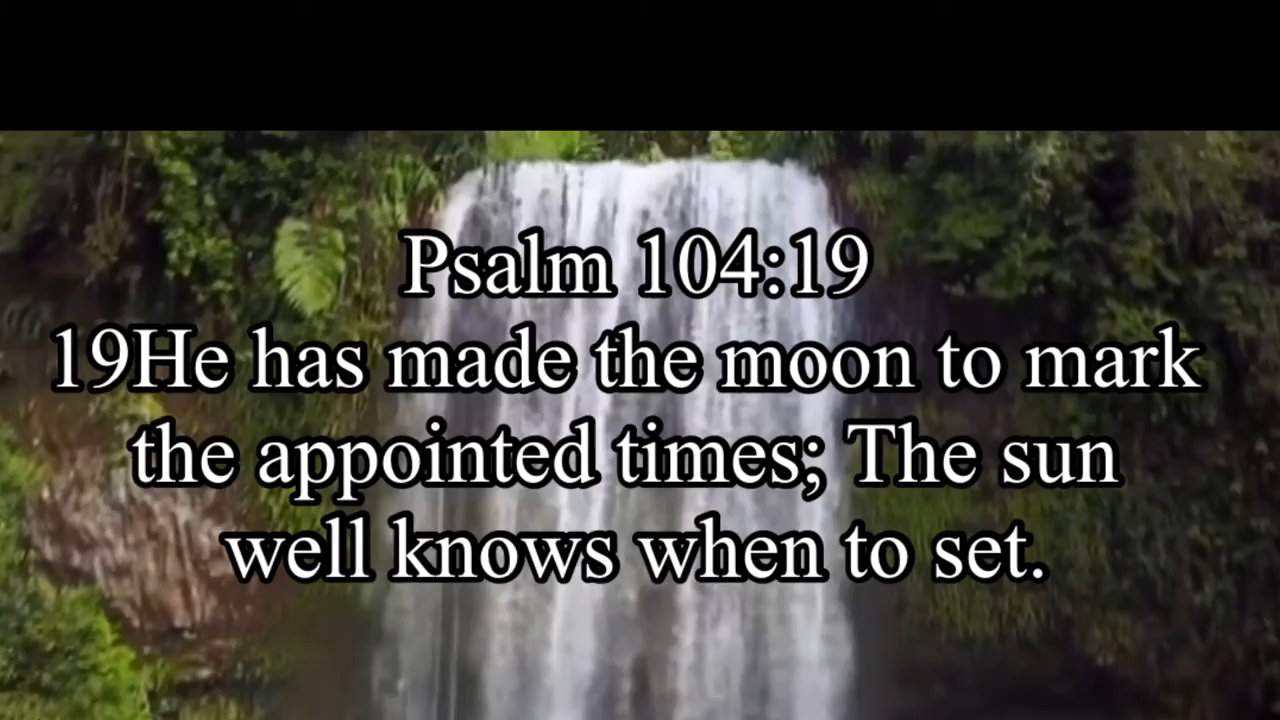 Psalm 104:19
19He has made the moon to mark
the appointed times; The sun
well knows when to set.